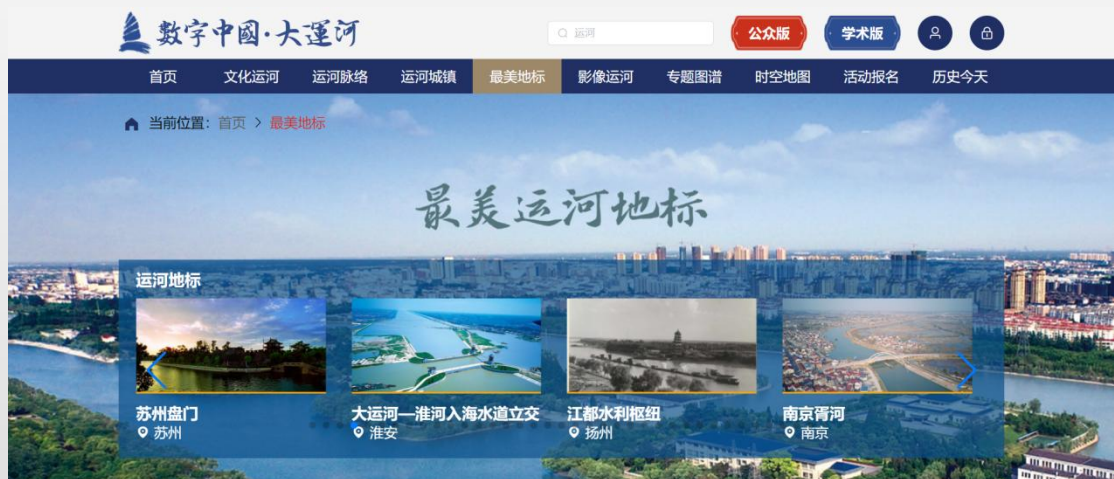 數字中國·大運河
运河
公众版
学术版
首页 文化运河 运河脉络 运河城镇 最美地标 影像运河 专题图谱 时空地图 活动报名 历史今天
当前位置：首页 > 最美地标
最美运河地标
运河地标
苏州盘门
苏州
大运河—淮河入海水道立交
淮安
江都水利枢纽
扬州
南京胥河
南京